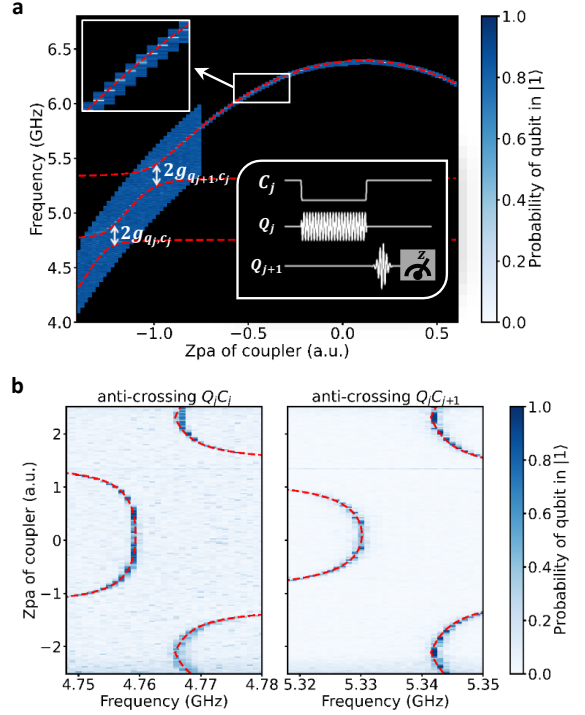 a
6.5
6.0
5.5
5.0
4.5
4.0
Frequency (GHz)
2g_{q_{j+1},c_j}
2g_{q_j,c_j}
C_j
Q_j
Q_{j+1}
z
−1.0
−0.5
0.0
0.5
Zpa of coupler (a.u.)
1.0
0.8
0.6
0.4
0.2
0.0
Probability of qubit in |1⟩
b
anti-crossing Q_jC_j
anti-crossing Q_jC_{j+1}
2
1
0
−1
−2
Zpa of coupler (a.u.)
4.75
4.76
4.77
4.78
Frequency (GHz)
5.32
5.33
5.34
5.35
Frequency (GHz)
1.0
0.8
0.6
0.4
0.2
0.0
Probability of qubit in |1⟩